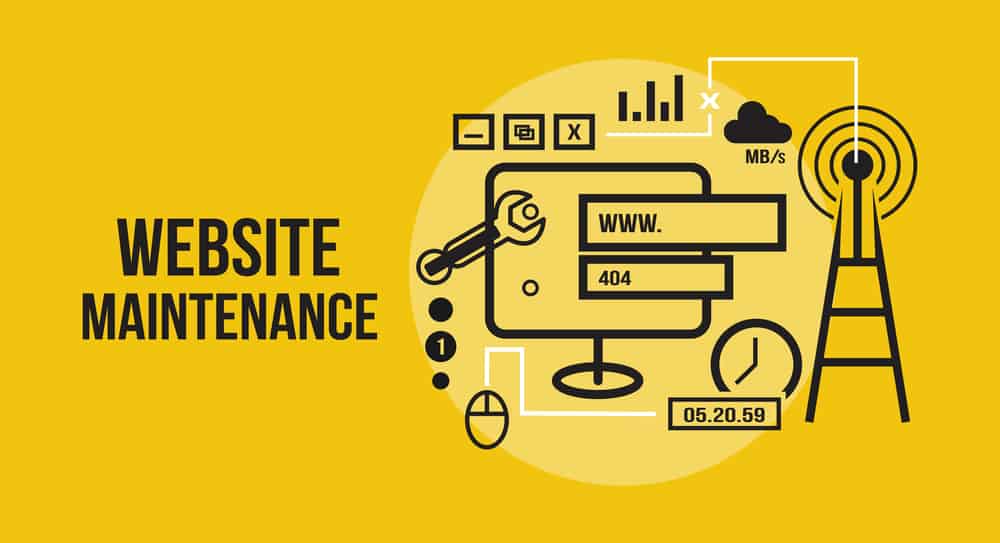 WEBSITE
MAINTENANCE
X
X
MB/s
WWW.
404
1
05.20.59